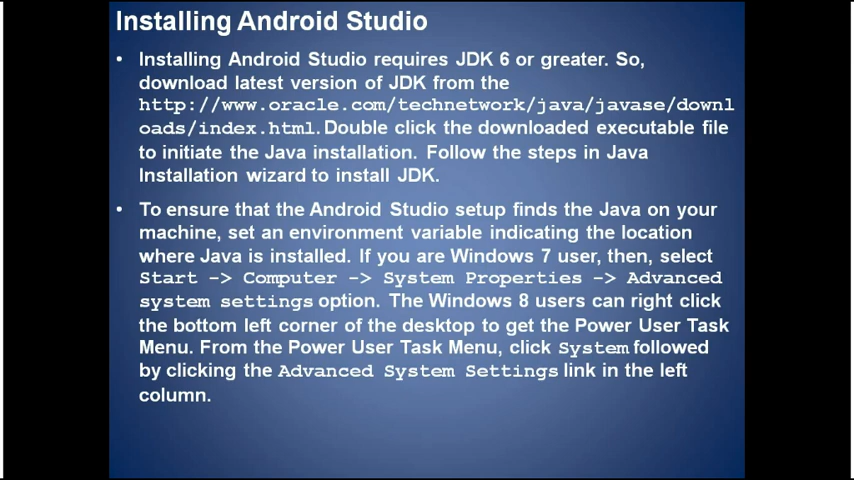 Installing Android Studio
• Installing Android Studio requires JDK 6 or greater. So,
download latest version of JDK from the
http://www.oracle.com/technetwork/java/javase/downl
oads/index.html. Double click the downloaded executable file
to initiate the Java installation. Follow the steps in Java
Installation wizard to install JDK.
• To ensure that the Android Studio setup finds the Java on your
machine, set an environment variable indicating the location
where Java is installed. If you are Windows 7 user, then, select
Start -> Computer -> System Properties -> Advanced
system settings option. The Windows 8 users can right click
the bottom left corner of the desktop to get the Power User Task
Menu. From the Power User Task Menu, click System followed
by clicking the Advanced System Settings link in the left
column.